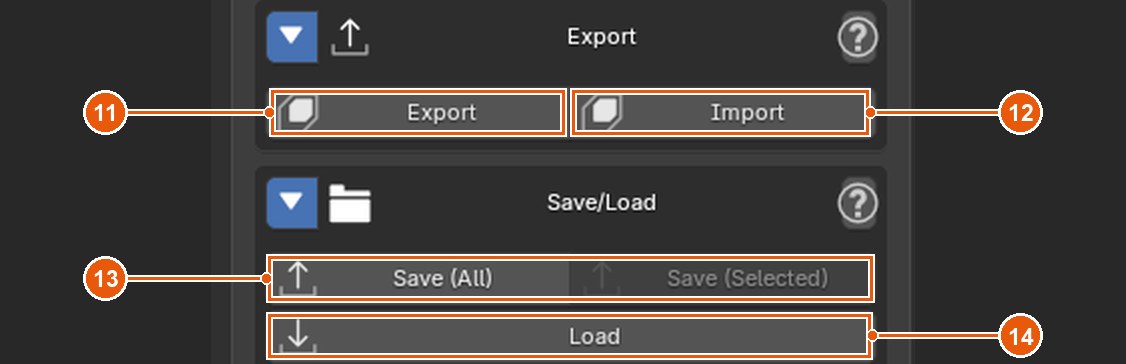 Export
11 Export Import 12
Save/Load
13 Save (All) Save (Selected)
Load 14